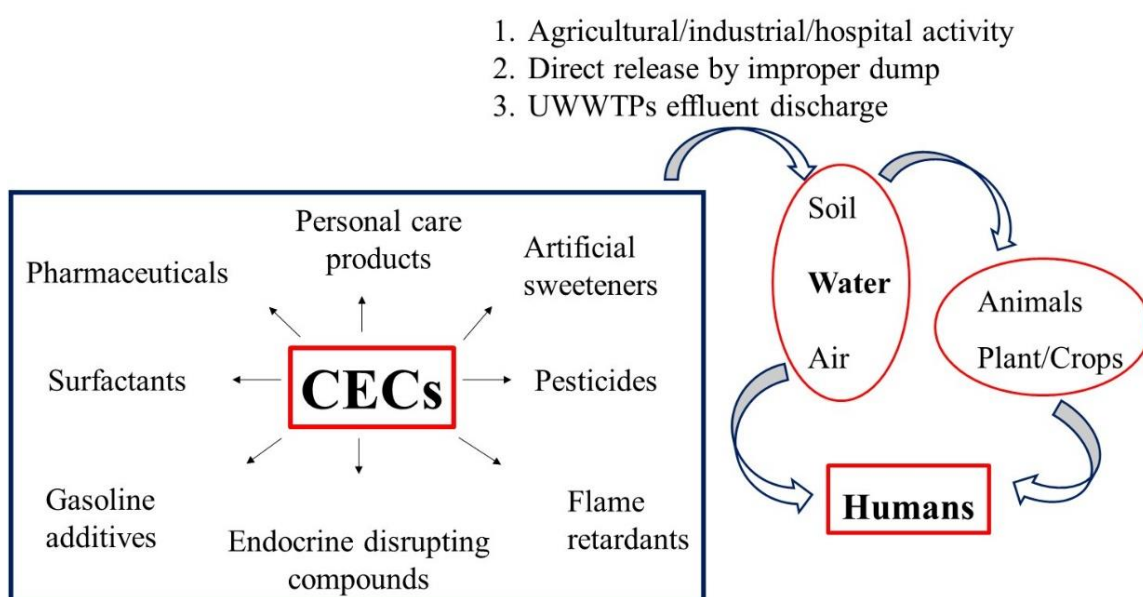 1. Agricultural/industrial/hospital activity
2. Direct release by improper dump
3. UWWTPs effluent discharge
Personal care
products
Artificial
sweeteners
Pharmaceuticals
Surfactants
CECs
Pesticides
Gasoline
additives
Endocrine disrupting
compounds
Flame
retardants
Soil
Water
Air
Animals
Plant/Crops
Humans